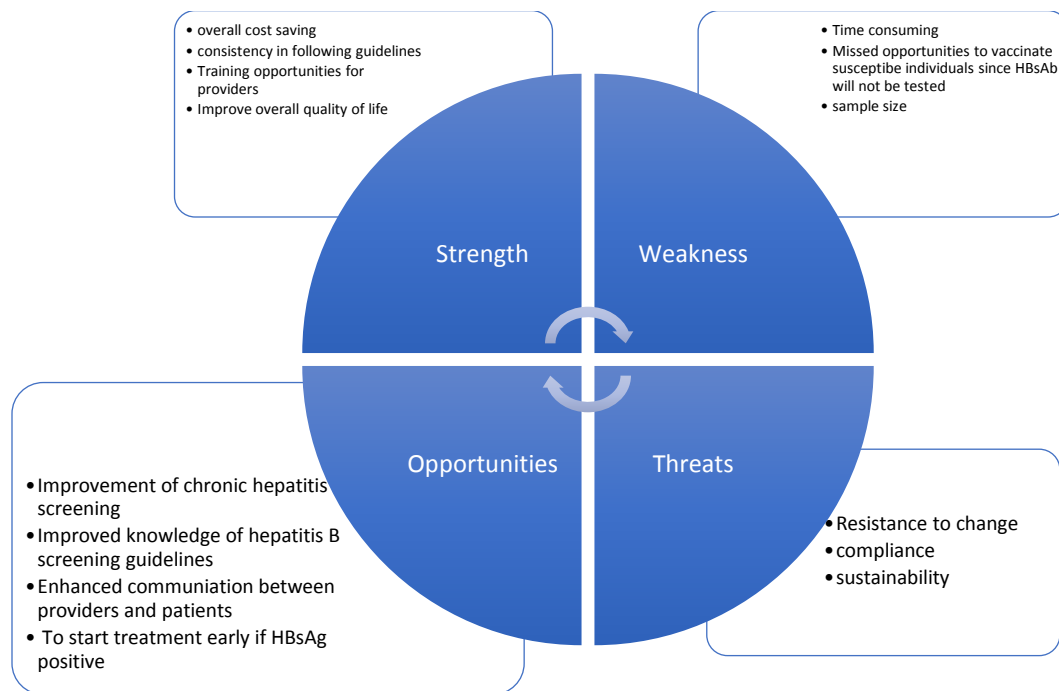 • overall cost saving
• consistency in following guidelines
• Training opportunities for
providers
• Improve overall quality of life
• Time consuming
• Missed opportunities to vaccinate
susceptibe individuals since HBsAb
will not be tested
• sample size
Strength
Weakness
Opportunities
Threats
•Improvement of chronic hepatitis
screening
•Improved knowledge of hepatitis B
screening guidelines
•Enhanced communiation between
providers and patients
• To start treatment early if HBsAg
positive
• Resistance to change
• compliance
• sustainability